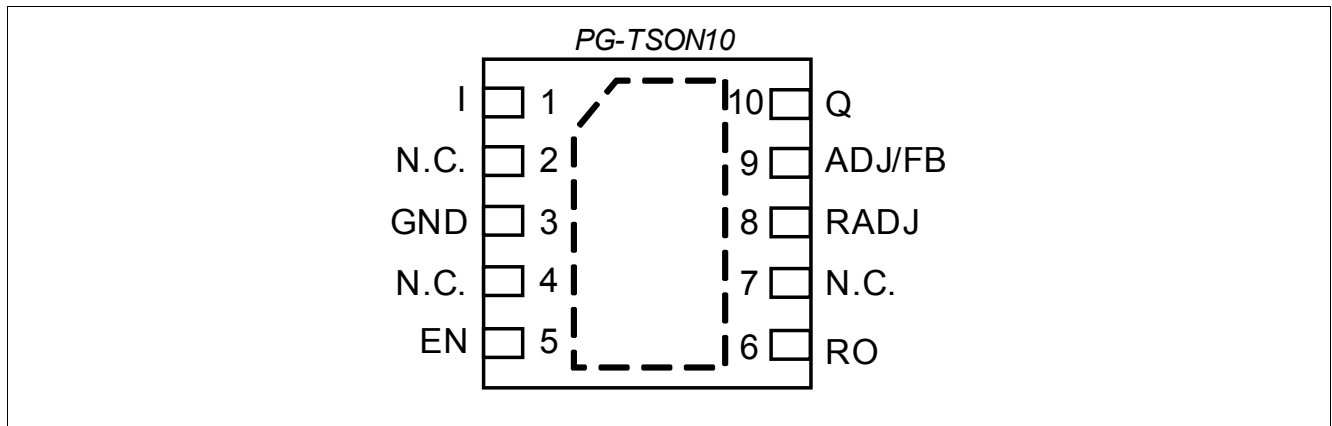 PG-TSON10
I 1 10 Q
N.C. 2 9 ADJ/FB
GND 3 8 RADJ
N.C. 4 7 N.C.
EN 5 6 RO